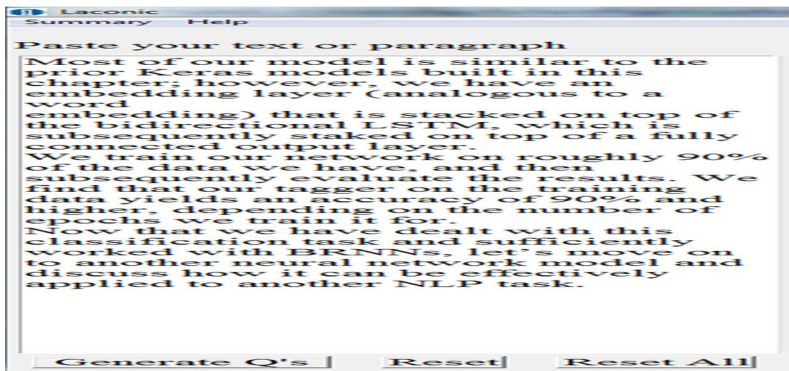 Laconic
Summary Help
Paste your text or paragraph
Most of our model is similar to the
prior Keras models built in this
chapter; however, we have an
embedding layer (analogous to a
word
embedding) that is stacked on top of
the bidirectional LSTM, which is
subsequently staked on top of a fully
connected output layer.
We train our network on roughly 90%
of the data we have, and then
subsequently evaluate the results. We
find that our tagger on the training
data yields an accuracy of 90% and
higher, depending on the number of
epochs we train it for.
Now that we have dealt with this
classification task and sufficiently
worked with BRNNs, let's move on
to another neural network model and
discuss how it can be effectively
applied to another NLP task.
Generate Q's Reset Reset All